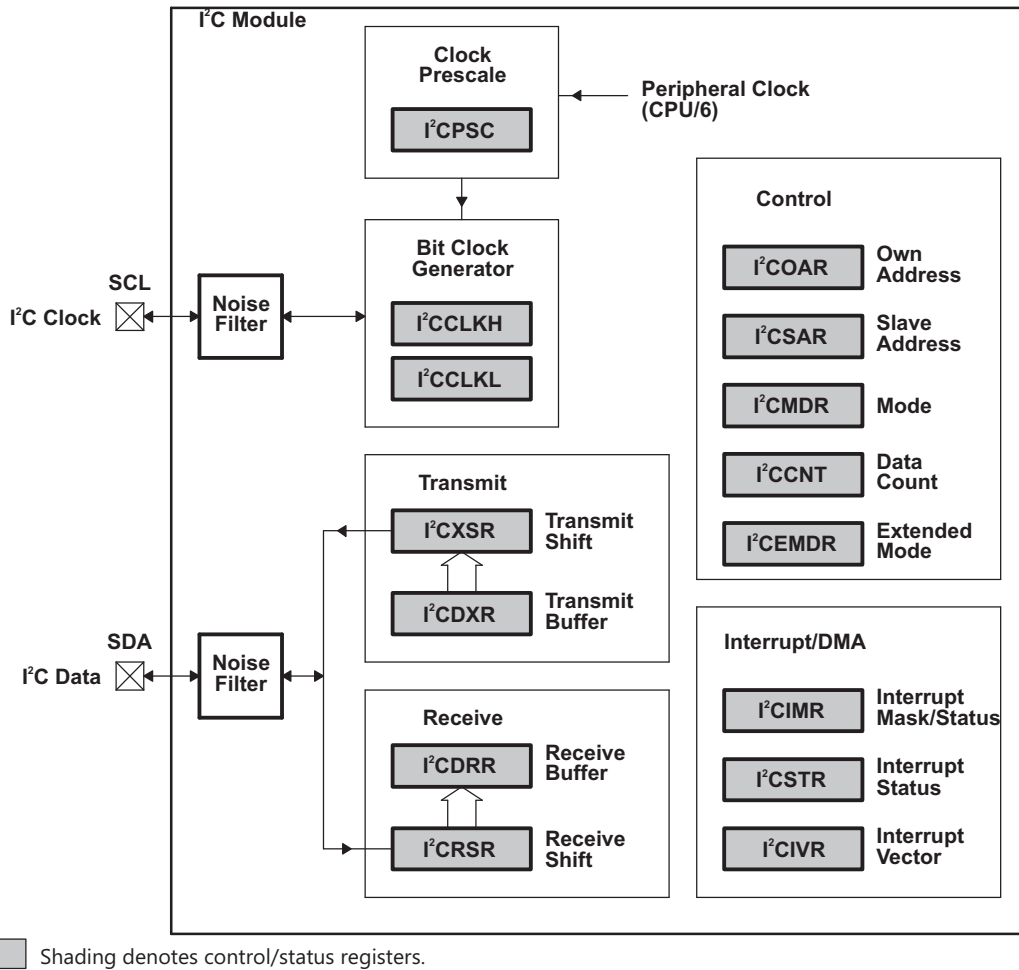 I²C Module
Clock
Prescale
I²CPSC
Peripheral Clock
(CPU/6)
Bit Clock
Generator
I²CCLKH
I²CCLKL
SCL
I²C Clock
Noise
Filter
Control
I²COAR
Own
Address
I²CSAR
Slave
Address
I²CMDR
Mode
I²CCNT
Data
Count
I²CEMDR
Extended
Mode
Transmit
I²CXSR
Transmit
Shift
I²CDXR
Transmit
Buffer
SDA
I²C Data
Noise
Filter
Receive
I²CDRR
Receive
Buffer
I²CRSR
Receive
Shift
Interrupt/DMA
I²CIMR
Interrupt
Mask/Status
I²CSTR
Interrupt
Status
I²CIVR
Interrupt
Vector
Shading denotes control/status registers.